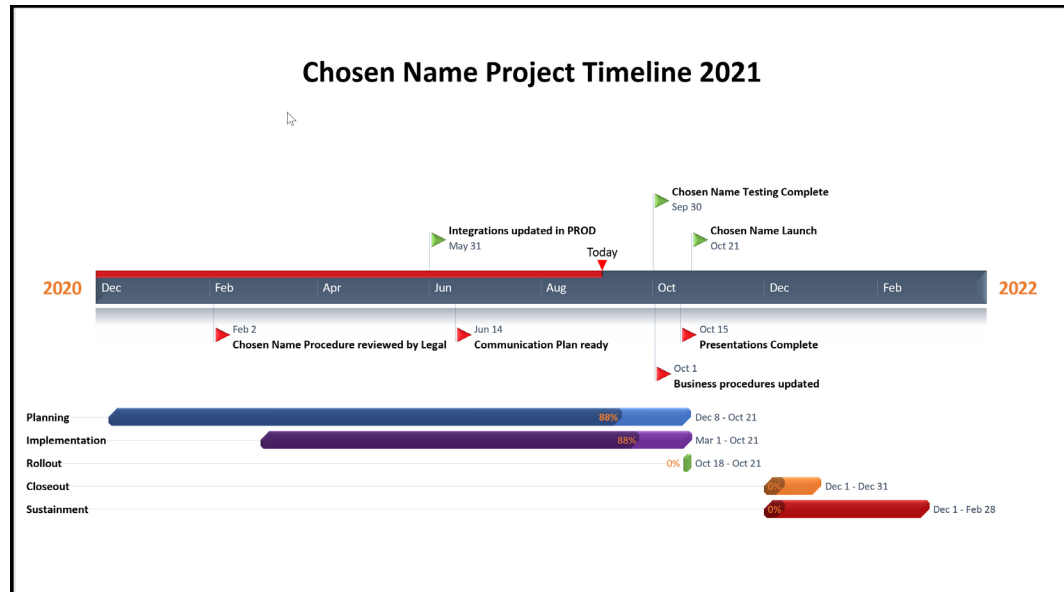 Chosen Name Project Timeline 2021
Chosen Name Testing Complete
Sep 30
Integrations updated in PROD
May 31
Chosen Name Launch
Oct 21
Today
2020
Dec Feb Apr Jun Aug Oct Dec Feb
2022
Feb 2
Chosen Name Procedure reviewed by Legal
Jun 14
Communication Plan ready
Oct 15
Presentations Complete
Oct 1
Business procedures updated
Planning 88% Dec 8 - Oct 21
Implementation 88% Mar 1 - Oct 21
Rollout 0% Oct 18 - Oct 21
Closeout 0% Dec 1 - Dec 31
Sustainment 0% Dec 1 - Feb 28